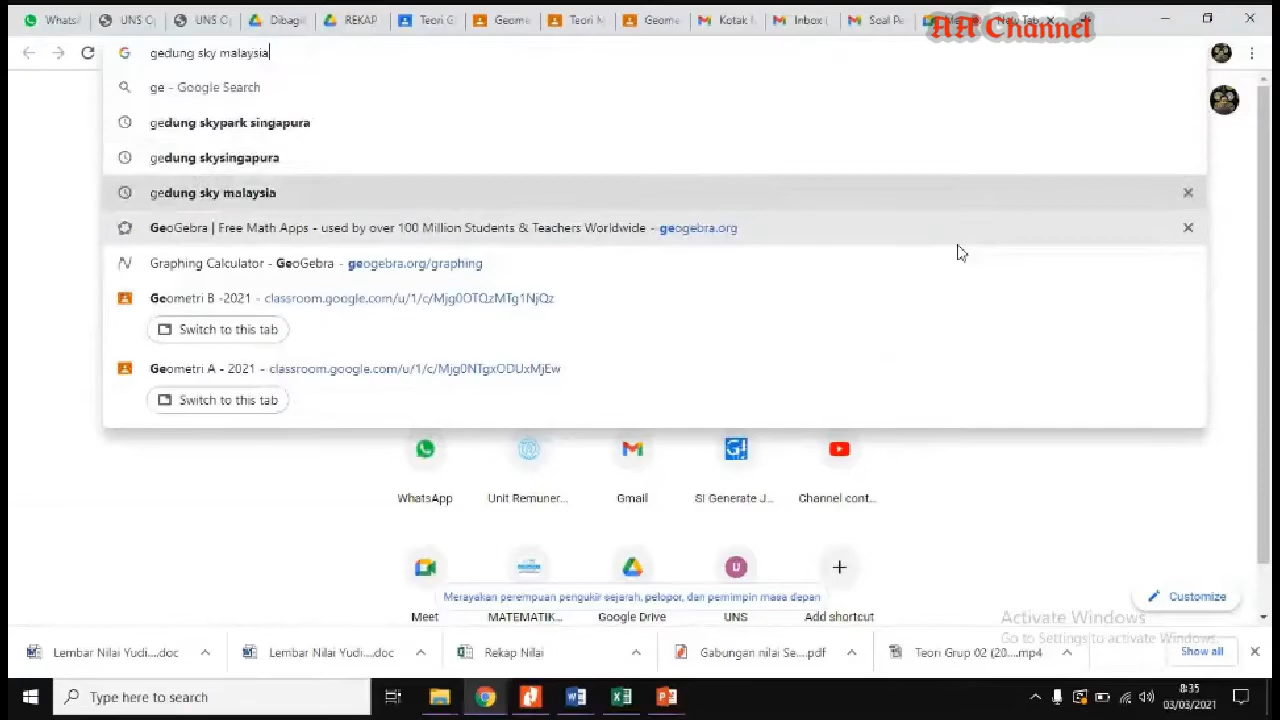 Whats
UNS O
UNS O
Dibag
REKAP
Teori G
Geome
Teori M
Geome
Kotak M
Inbox (
Soal Pe
New Tab
AA Channel
gedung sky malaysia
ge - Google Search
gedung skypark singapura
gedung skysingapura
gedung sky malaysia
GeoGebra | Free Math Apps - used by over 100 Million Students & Teachers Worldwide - geogebra.org
Graphing Calculator - GeoGebra - geogebra.org/graphing
Geometri B -2021 - classroom.google.com/u/1/c/Mjg0OTQzMTg1NjQz
Switch to this tab
Geometri A - 2021 - classroom.google.com/u/1/c/Mjg0NTgxODUxMjEw
Switch to this tab
WhatsApp
Unit Remuner...
Gmail
SI Generate J...
Channel cont...
Merayakan perempuan pengukir sejarah, pelopor, dan pemimpin masa depan
Customize
Meet
MATEMATIK...
Google Drive
U
UNS
Add shortcut
Activate Windows
Go to Settings to activate Windows.
Lembar Nilai Yudi....doc
Lembar Nilai Yudi....doc
Rekap Nilai
Gabungan nilai Se....pdf
Teori Grup 02 (20....mp4
Show all
Type here to search
8:35
03/03/2021